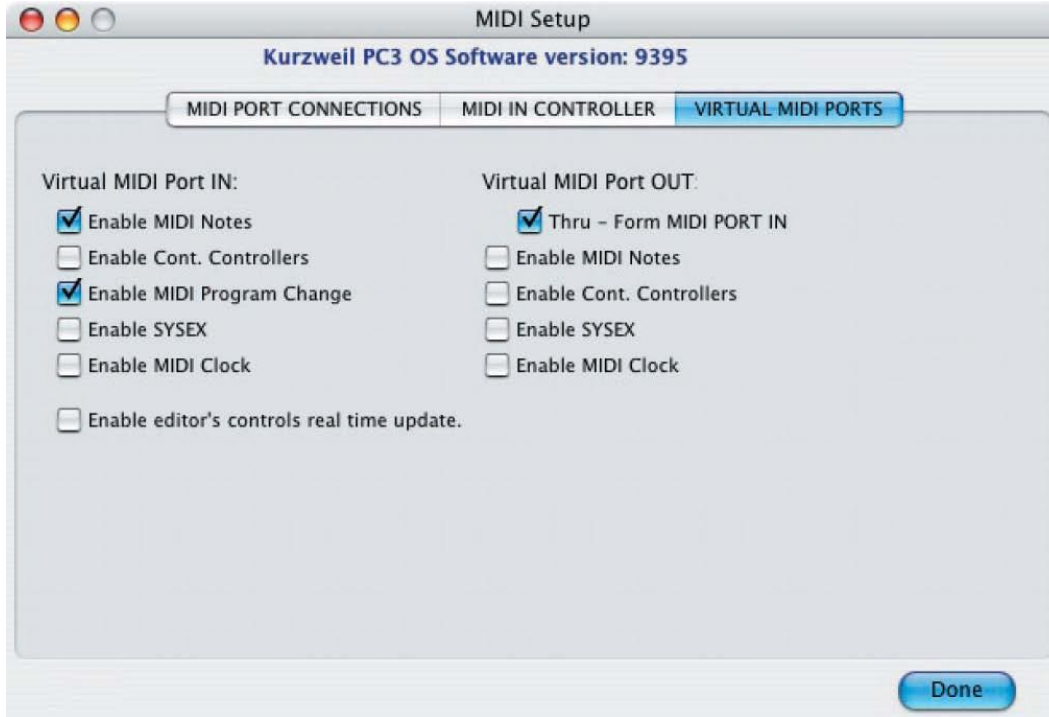 MIDI Setup
Kurzweil PC3 OS Software version: 9395
MIDI PORT CONNECTIONS
MIDI IN CONTROLLER
VIRTUAL MIDI PORTS
Virtual MIDI Port IN:
Enable MIDI Notes
Enable Cont. Controllers
Enable MIDI Program Change
Enable SYSEX
Enable MIDI Clock
Enable editor's controls real time update.
Virtual MIDI Port OUT:
Thru - Form MIDI PORT IN
Enable MIDI Notes
Enable Cont. Controllers
Enable SYSEX
Enable MIDI Clock
Done